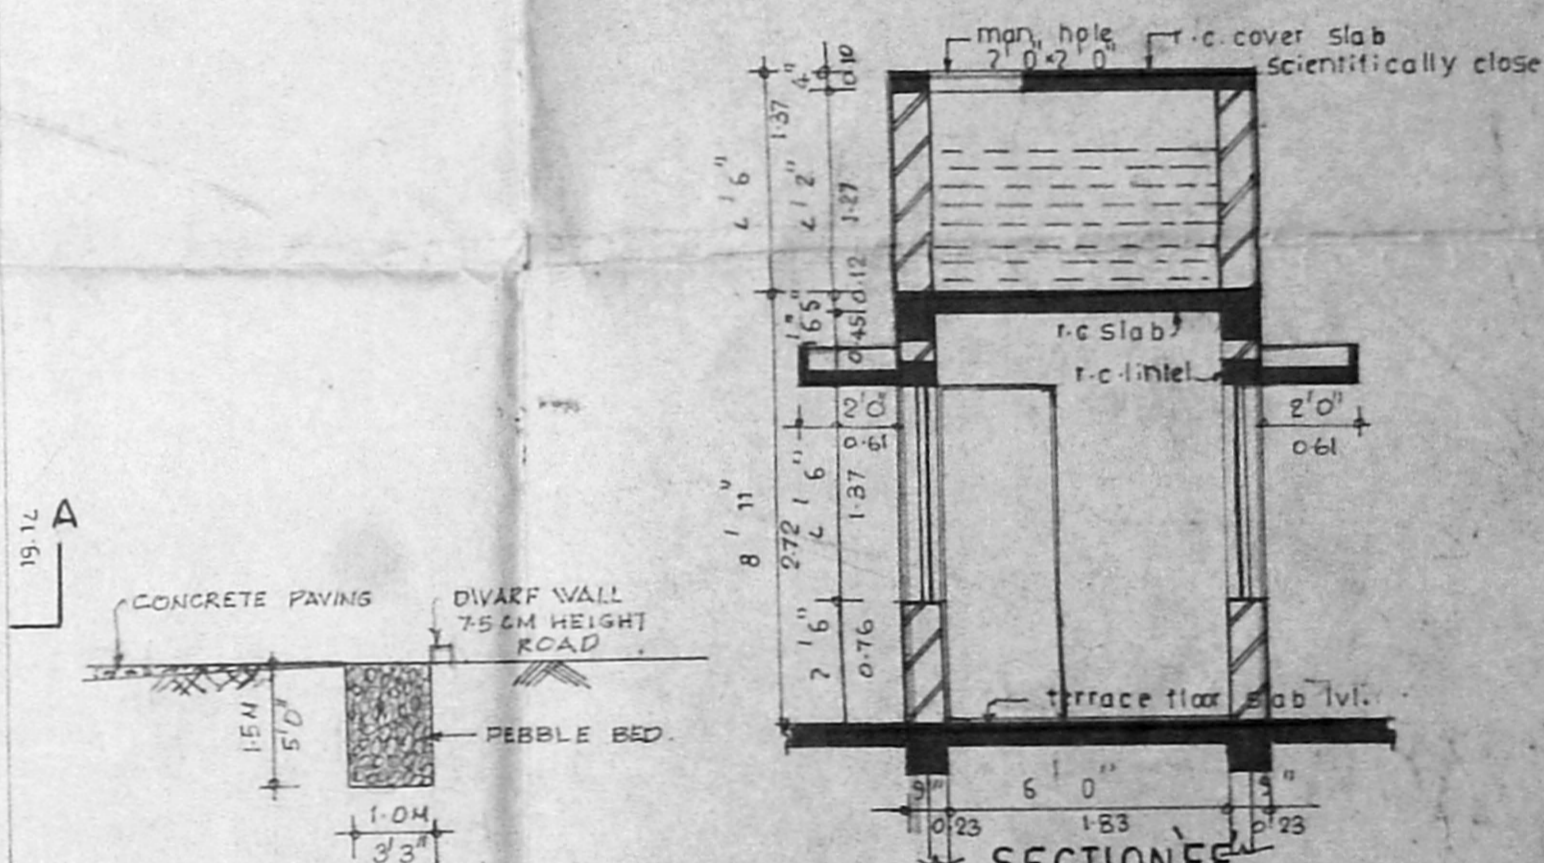 man hole
2'0"×2'0"
r.c. cover slab
scientifically close
4"
0.10
1.37
4'6"
4'2"
1.27
0.12
5"
1'6"
0.45
r.c slab
r.c.lintel
2'0"
0.61
2'0"
0.61
8'11"
2.72
4'6"
1.37
2'6"
0.76
terrace floor slab lvl.
9"
6'0"
9"
0.23
1.83
0.23
SECTION EE
A
CONCRETE PAVING
DWARF WALL
7.5 CM HEIGHT
ROAD
1.5M
5'0"
PEBBLE BED.
1.0M
3'3"